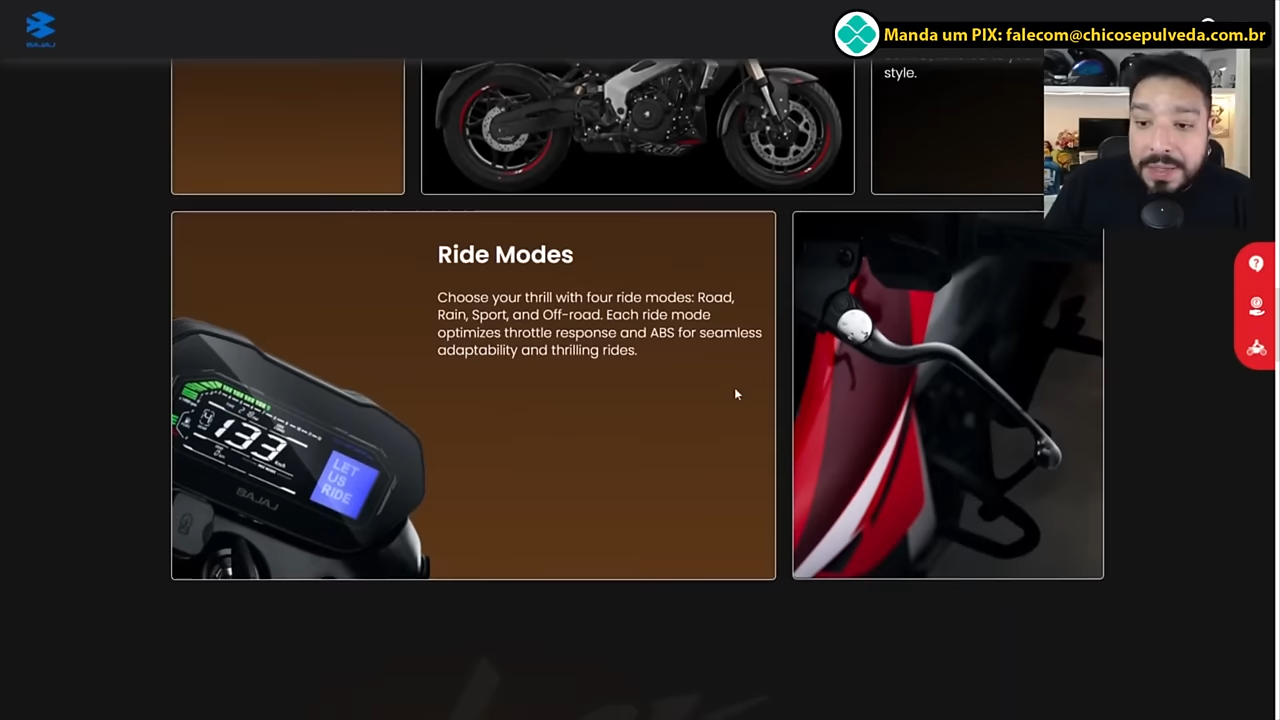 BAJAJ
Manda um PIX: falecom@chicosepulveda.com.br
style.
Ride Modes
Choose your thrill with four ride modes: Road,
Rain, Sport, and Off-road. Each ride mode
optimizes throttle response and ABS for seamless
adaptability and thrilling rides.
133
LET
US
RIDE
BAJAJ